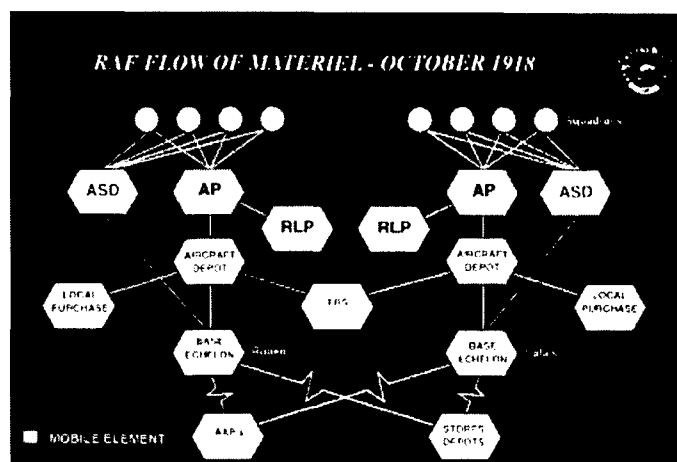 RAF FLOW OF MATERIEL - OCTOBER 1918
Squadrons
ASD
AP
AP
ASD
RLP
RLP
AIRCRAFT
DEPOT
AIRCRAFT
DEPOT
LOCAL
PURCHASE
LOCAL
PURCHASE
BASE
ECHELON
Rouen
BASE
ECHELON
Calais
STORES
DEPOTS
MOBILE ELEMENT